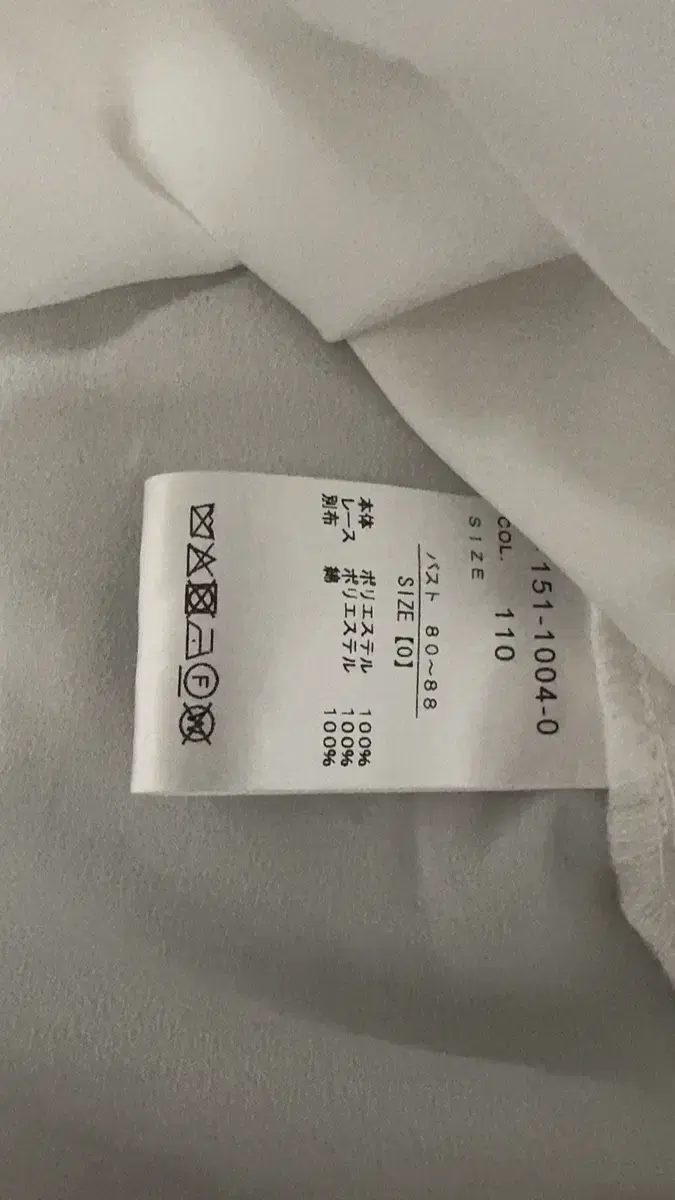 151-1004-0
COL. 110
SIZE
バスト 80～88
SIZE【0】
本体 ポリエステル 100%
レース ポリエステル 100%
別布 綿 100%
F W